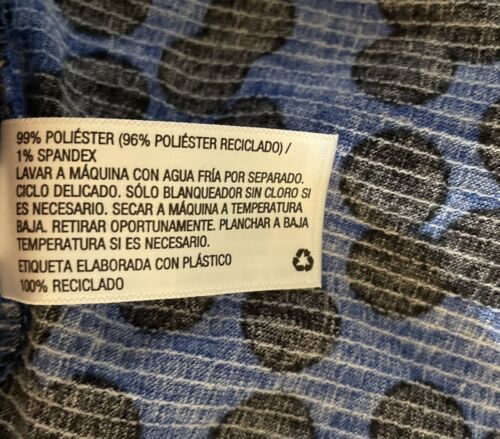 99% POLIÉSTER (96% POLIÉSTER RECICLADO) /
1% SPANDEX
LAVAR A MÁQUINA CON AGUA FRÍA POR SEPARADO,
CICLO DELICADO. SÓLO BLANQUEADOR SIN CLORO SI
ES NECESARIO. SECAR A MÁQUINA A TEMPERATURA
BAJA. RETIRAR OPORTUNAMENTE. PLANCHAR A BAJA
TEMPERATURA SI ES NECESARIO.
ETIQUETA ELABORADA CON PLÁSTICO
100% RECICLADO